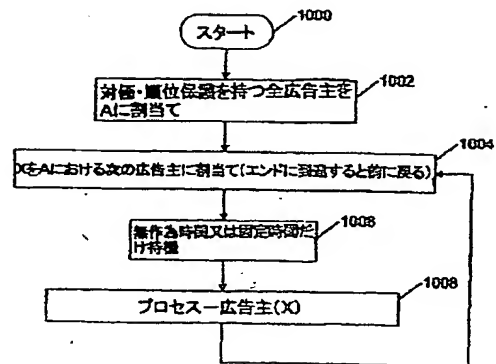 スタート
1000
対価・順位保護を持つ全広告主を
Aに割当て
1002
XをAにおける次の広告主に割当て(エンドに到達すると前に戻る)
1004
無作為時間又は固定時間だ
け待機
1006
プロセス－広告主(X)
1008